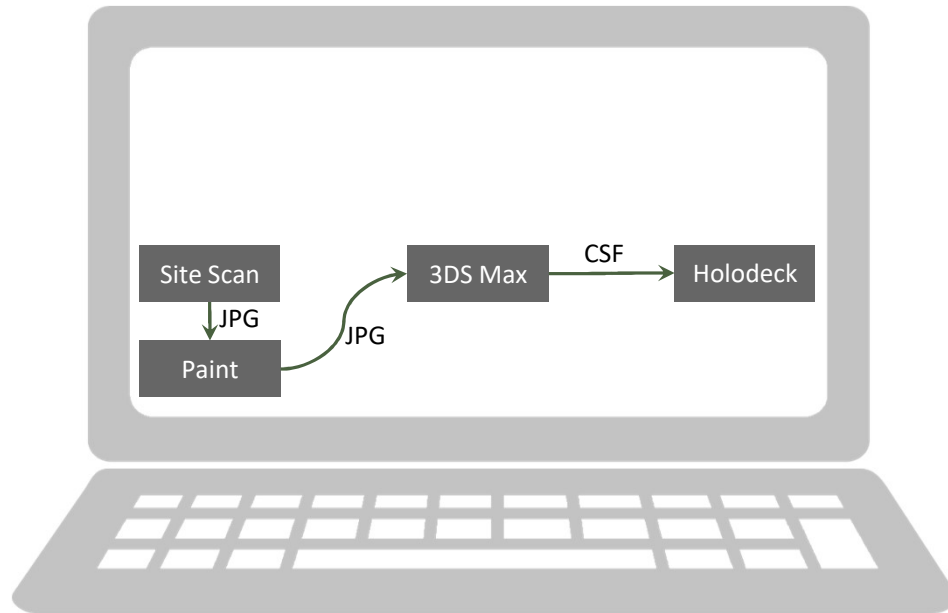 Site Scan
JPG
Paint
JPG
3DS Max
CSF
Holodeck